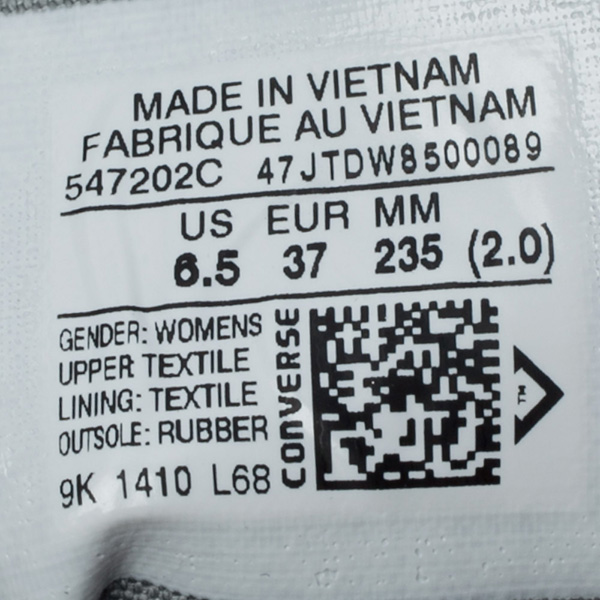 MADE IN VIETNAM
FABRIQUE AU VIETNAM
547202C 47JTDW8500089
US EUR MM
6.5 37 235 (2.0)
GENDER: WOMENS
UPPER TEXTILE
LINING: TEXTILE
OUTSOLE: RUBBER
9K 1410 L68
CONVERSE
TM